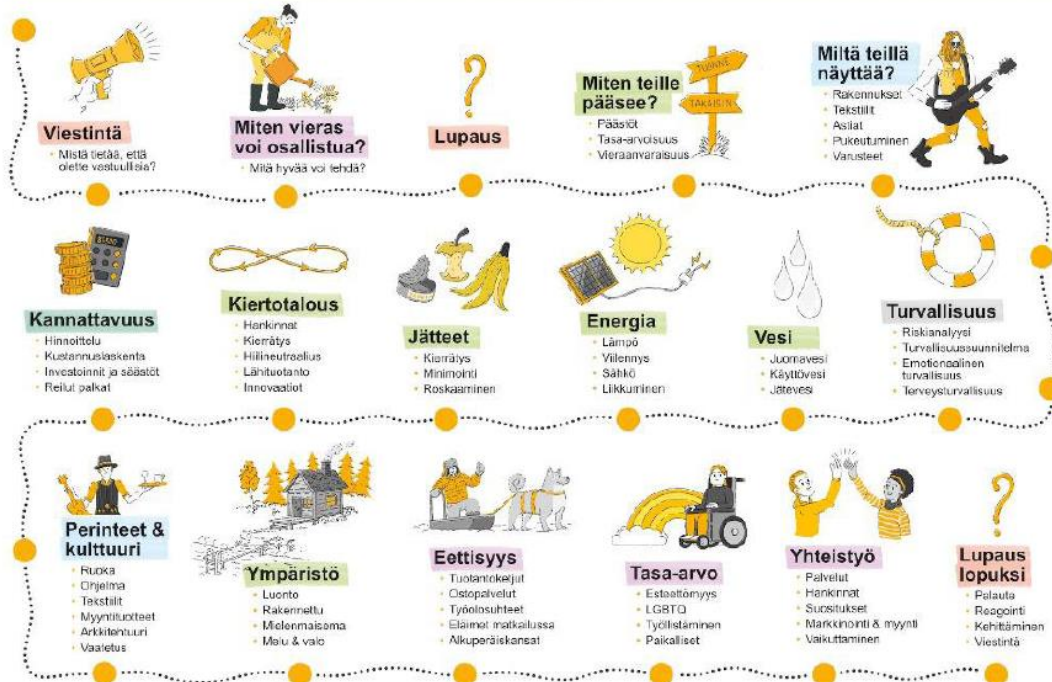 Viestintä
Mistä tietää, että
olette vastuullisia?
Miten vieras
voi osallistua?
Mitä hyvää voi tehdä?
Lupaus
Miten teille
pääsee?
Päästöt
Tasa-arvoisuus
Vieraanvaraisuus
TUONNE
TAKAISIN
Miltä teillä
näyttää?
Rakennukset
Tekstiilit
Astiat
Pukeutuminen
Varusteet
Kannattavuus
Hinnoittelu
Kustannuslaskenta
Investoinnit ja säästöt
Reilut palkat
Kiertotalous
Hankinnat
Kierrätys
Hiilineutraalius
Lähituotanto
Innovaatiot
Jätteet
Kierrätys
Minimointi
Roskaaminen
Energia
Lämpö
Viilennys
Sähkö
Liikkuminen
Vesi
Juomavesi
Käyttövesi
Jätevesi
Turvallisuus
Riskianalyysi
Turvallisuussuunnitelma
Emotionaalinen
turvallisuus
Terveysturvallisuus
Perinteet &
kulttuuri
Ruoka
Ohjelma
Tekstiilit
Myyntituotteet
Arkkitehtuuri
Vaatetus
Ympäristö
Luonto
Rakennettu
Mielenmaisema
Melu & valo
Eettisyys
Tuotantoketjut
Ostopalvelut
Työolosuhteet
Eläimet matkailussa
Alkuperäiskansat
Tasa-arvo
Esteettömyys
LGBTQ
Työllistäminen
Paikalliset
Yhteistyö
Palvelut
Hankinnat
Suositukset
Markkinointi & myynti
Vaikuttaminen
Lupaus
lopuksi
Palaute
Reagointi
Kehittäminen
Viestintä